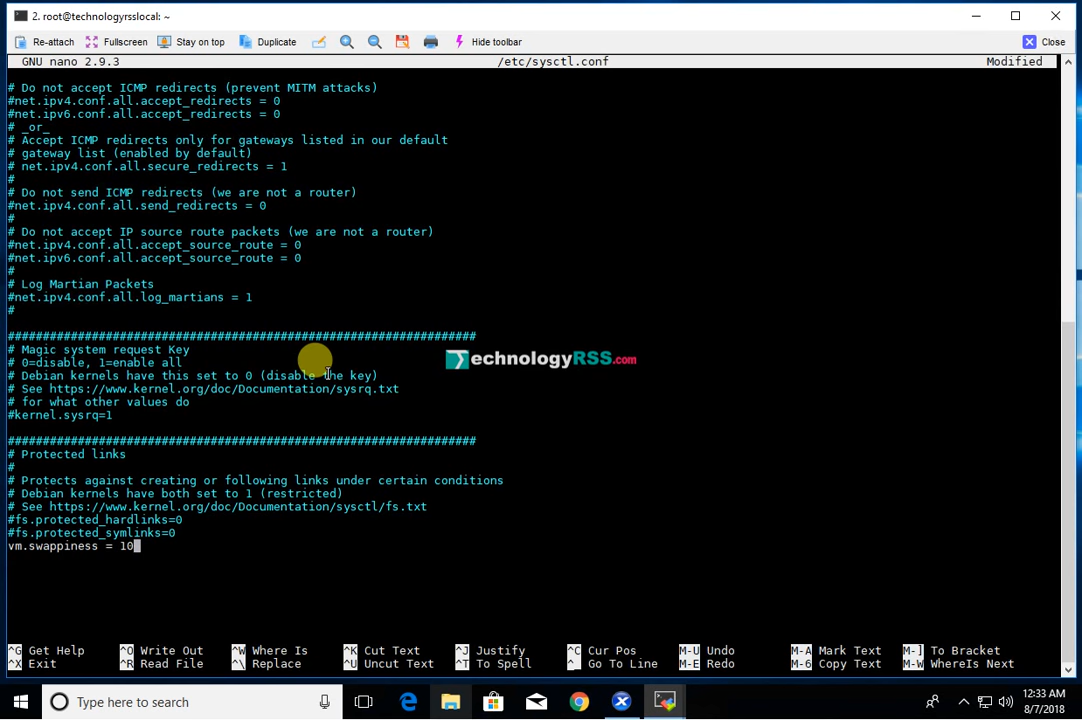 2. root@technologyrsslocal: ~
Re-attach Fullscreen Stay on top Duplicate Hide toolbar Close
GNU nano 2.9.3 /etc/sysctl.conf Modified
# Do not accept ICMP redirects (prevent MITM attacks)
#net.ipv4.conf.all.accept_redirects = 0
#net.ipv6.conf.all.accept_redirects = 0
# _or_
# Accept ICMP redirects only for gateways listed in our default
# gateway list (enabled by default)
# net.ipv4.conf.all.secure_redirects = 1
#
# Do not send ICMP redirects (we are not a router)
#net.ipv4.conf.all.send_redirects = 0
#
# Do not accept IP source route packets (we are not a router)
#net.ipv4.conf.all.accept_source_route = 0
#net.ipv6.conf.all.accept_source_route = 0
#
# Log Martian Packets
#net.ipv4.conf.all.log_martians = 1
#
###################################################################
# Magic system request Key
TechnologyRSS.com
# 0=disable, 1=enable all
# Debian kernels have this set to 0 (disable the key)
# See https://www.kernel.org/doc/Documentation/sysrq.txt
# for what other values do
#kernel.sysrq=1
###################################################################
# Protected links
#
# Protects against creating or following links under certain conditions
# Debian kernels have both set to 1 (restricted)
# See https://www.kernel.org/doc/Documentation/sysctl/fs.txt
#fs.protected_hardlinks=0
#fs.protected_symlinks=0
vm.swappiness = 10
^G Get Help ^O Write Out ^W Where Is ^K Cut Text ^J Justify ^C Cur Pos M-U Undo M-A Mark Text M-] To Bracket
^X Exit ^R Read File ^\ Replace ^U Uncut Text ^T To Spell ^_ Go To Line M-E Redo M-6 Copy Text M-W WhereIs Next
Type here to search
12:33 AM
8/7/2018